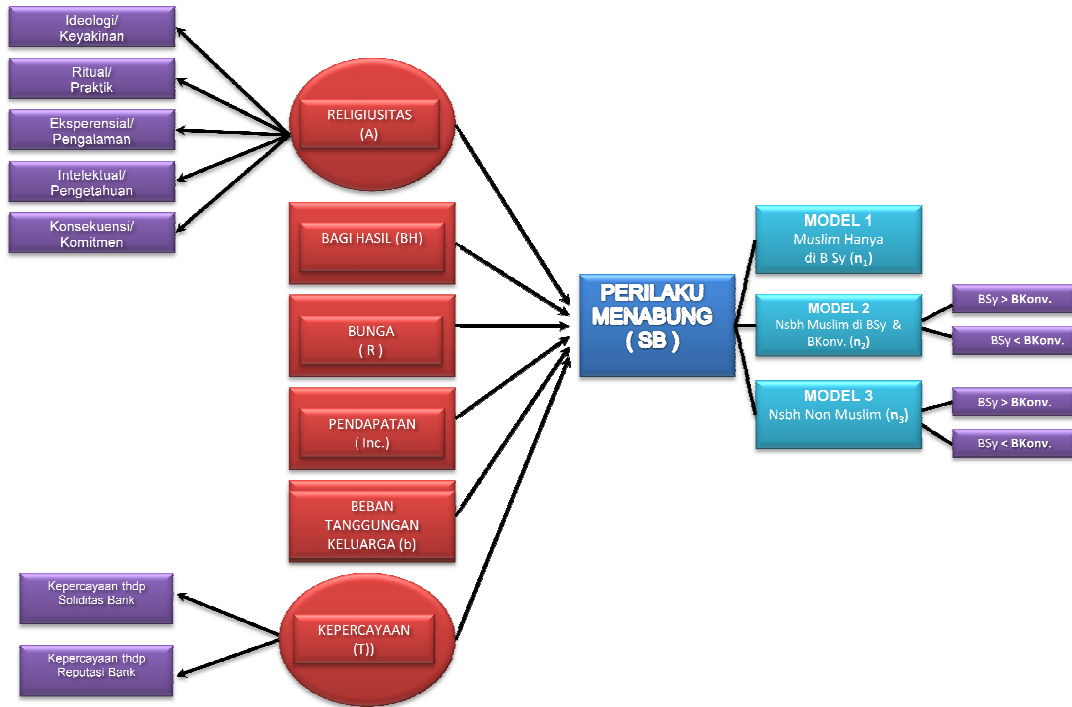 Ideologi/
Keyakinan
Ritual/
Praktik
Eksperensial/
Pengalaman
Intelektual/
Pengetahuan
Konsekuensi/
Komitmen
RELIGIUSITAS
(A)
BAGI HASIL (BH)
BUNGA
( R )
PENDAPATAN
( Inc.)
BEBAN
TANGGUNGAN
KELUARGA (b)
KEPERCAYAAN
(T))
Kepercayaan thdp
Soliditas Bank
Kepercayaan thdp
Reputasi Bank
PERILAKU
MENABUNG
( SB )
MODEL 1
Muslim Hanya
di B Sy (n₁)
MODEL 2
Nsbh Muslim di BSy &
BKonv. (n₂)
MODEL 3
Nsbh Non Muslim (n₃)
BSy > BKonv.
BSy < BKonv.
BSy > BKonv.
BSy < BKonv.